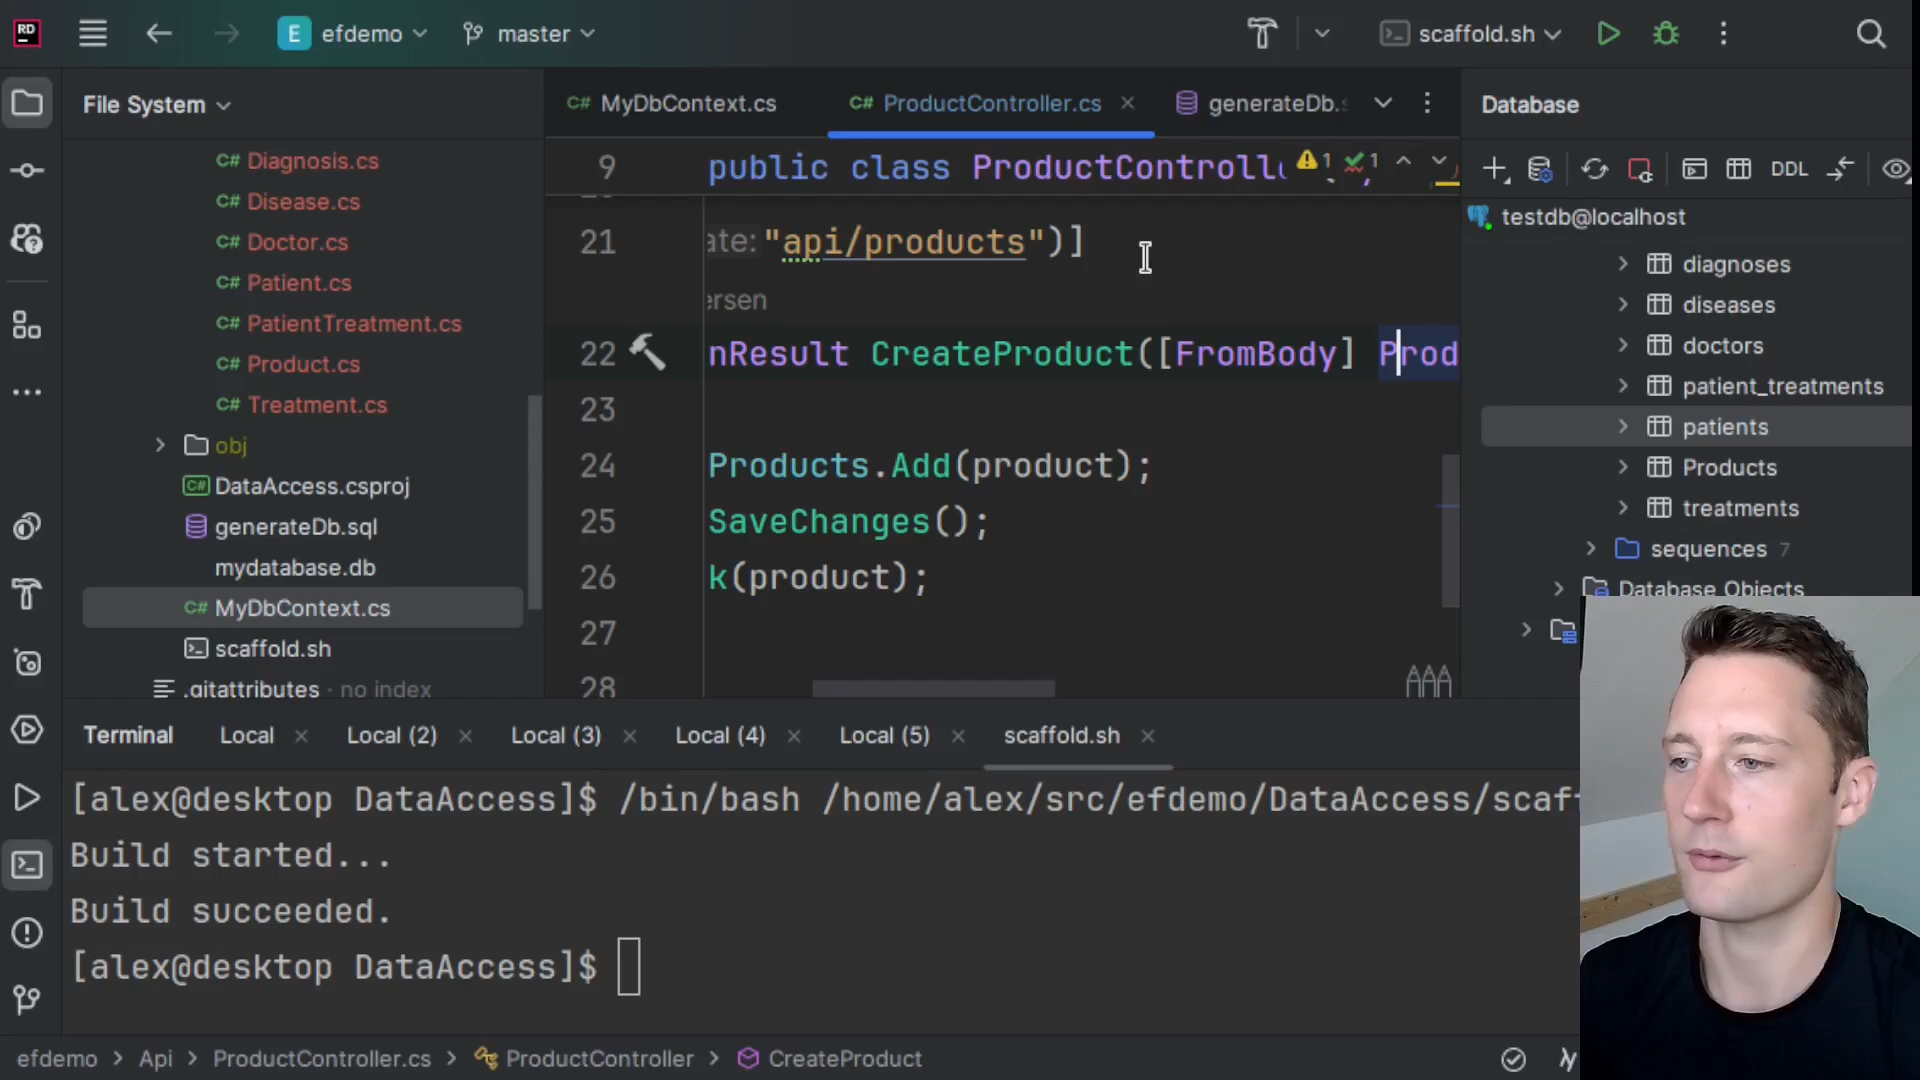 RD
E efdemo
master
scaffold.sh
File System
Diagnosis.cs
Disease.cs
Doctor.cs
Patient.cs
PatientTreatment.cs
Product.cs
Treatment.cs
obj
DataAccess.csproj
generateDb.sql
mydatabase.db
MyDbContext.cs
scaffold.sh
.gitattributes · no index
MyDbContext.cs
ProductController.cs
generateDb.s
9 public class ProductControll
1
1
21 ate: "api/products")]
ersen
22 nResult CreateProduct([FromBody] Prod
23
24 Products.Add(product);
25 SaveChanges();
26 k(product);
27
28
Database
DDL
testdb@localhost
diagnoses
diseases
doctors
patient_treatments
patients
Products
treatments
sequences 7
Database Objects
Terminal
Local
Local (2)
Local (3)
Local (4)
Local (5)
scaffold.sh
[alex@desktop DataAccess]$ /bin/bash /home/alex/src/efdemo/DataAccess/scaf
Build started...
Build succeeded.
[alex@desktop DataAccess]$
efdemo > Api > ProductController.cs > ProductController > CreateProduct